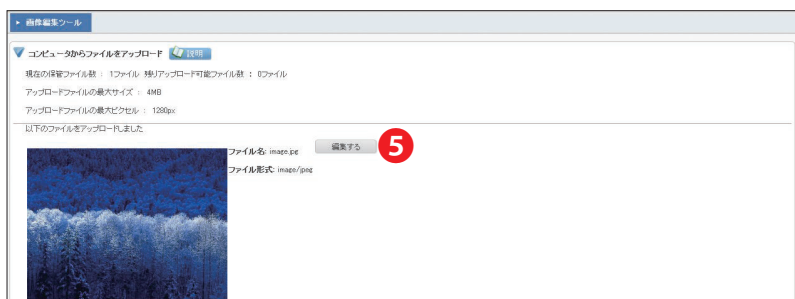 画像編集ツール
コンピュータからファイルをアップロード 説明
現在の保管ファイル数 : 1ファイル 残りアップロード可能ファイル数 : 0ファイル
アップロードファイルの最大サイズ : 4MB
アップロードファイルの最大ピクセル : 1280px
以下のファイルをアップロードしました
ファイル名: image.jpg 編集する 5
ファイル形式: image/jpeg